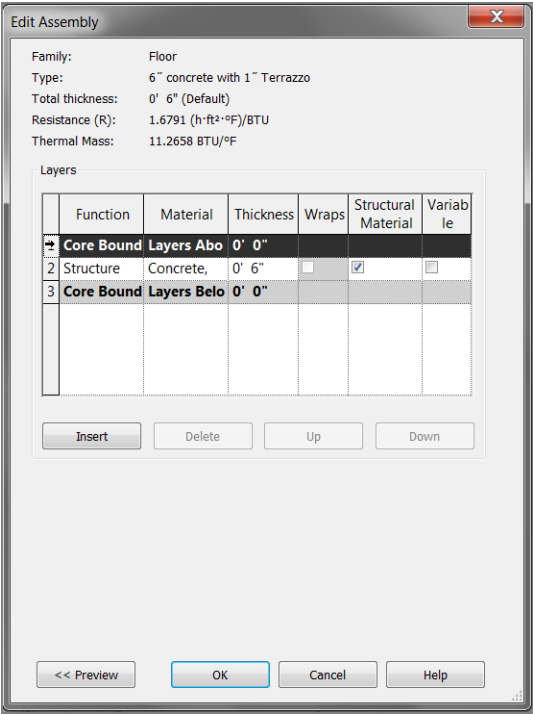 Edit Assembly
Family: Floor
Type: 6″ concrete with 1″ Terrazzo
Total thickness: 0' 6" (Default)
Resistance (R): 1.6791 (h·ft²·°F)/BTU
Thermal Mass: 11.2658 BTU/°F
Layers
Function Material Thickness Wraps Structural Material Variable
Core Bound Layers Abo 0' 0"
2 Structure Concrete, 0' 6"
3 Core Bound Layers Belo 0' 0"
Insert Delete Up Down
<< Preview OK Cancel Help